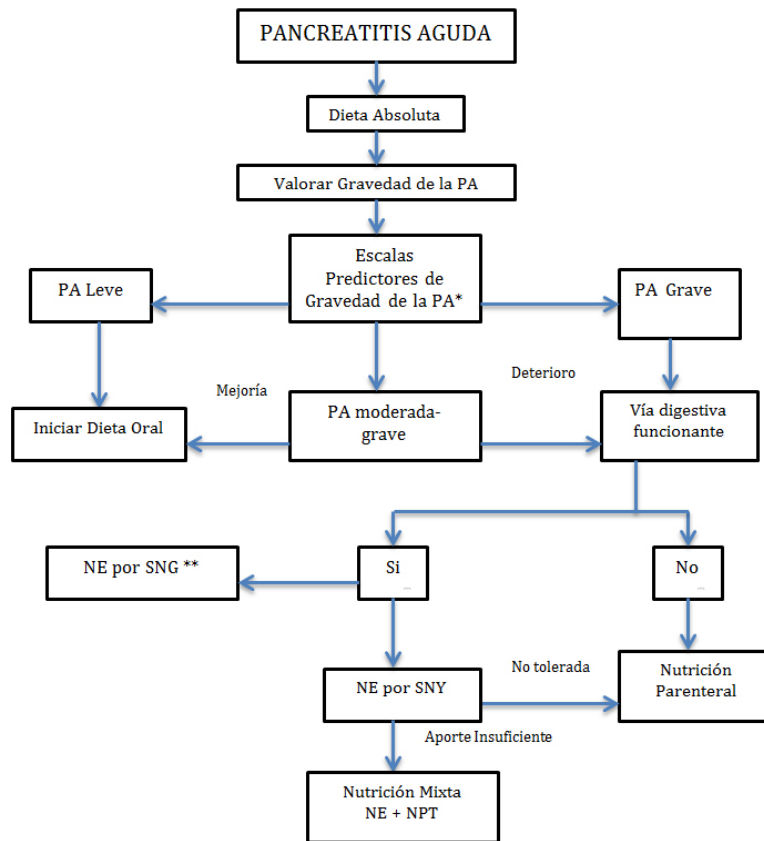 PANCREATITIS AGUDA
Dieta Absoluta
Valorar Gravedad de la PA
Escalas
Predictores de
Gravedad de la PA*
PA Leve
PA Grave
Mejoría
Deterioro
Iniciar Dieta Oral
PA moderada-
grave
Vía digestiva
funcionante
NE por SNG **
Si
No
NE por SNY
No tolerada
Nutrición
Parenteral
Aporte Insuficiente
Nutrición Mixta
NE + NPT